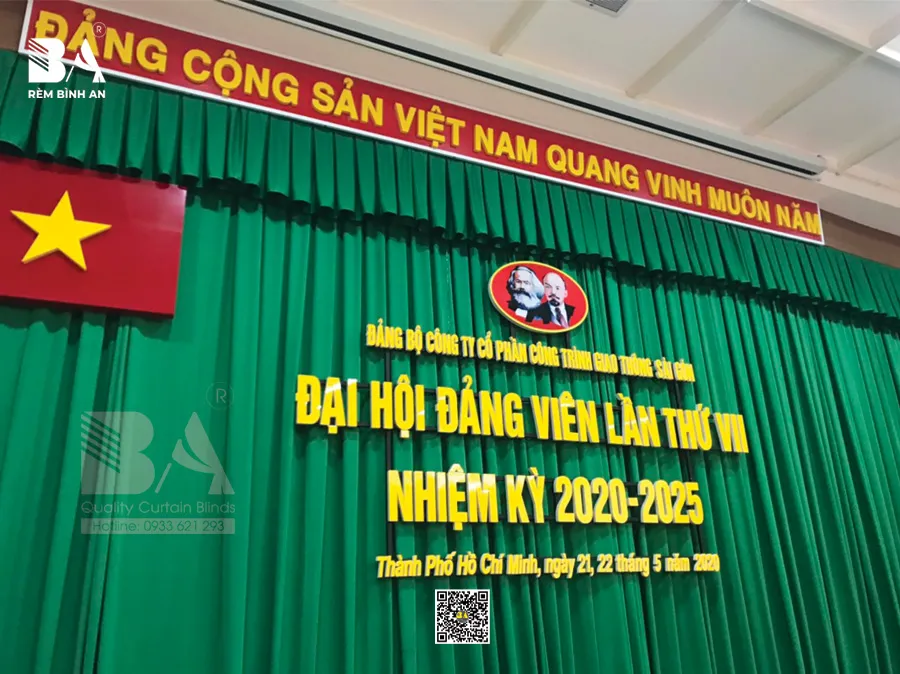 ĐẢNG CỘNG SẢN VIỆT NAM QUANG VINH MUÔN NĂM
BA®
RÈM BÌNH AN
ĐẢNG BỘ CÔNG TY CỔ PHẦN CÔNG TRÌNH GIAO THÔNG SÀI GÒN
ĐẠI HỘI ĐẢNG VIÊN LẦN THỨ VII
NHIỆM KỲ 2020-2025
Thành Phố Hồ Chí Minh, ngày 21, 22 tháng 5 năm 2020
BA®
Quality Curtain Blinds
Hotline: 0933 621 293